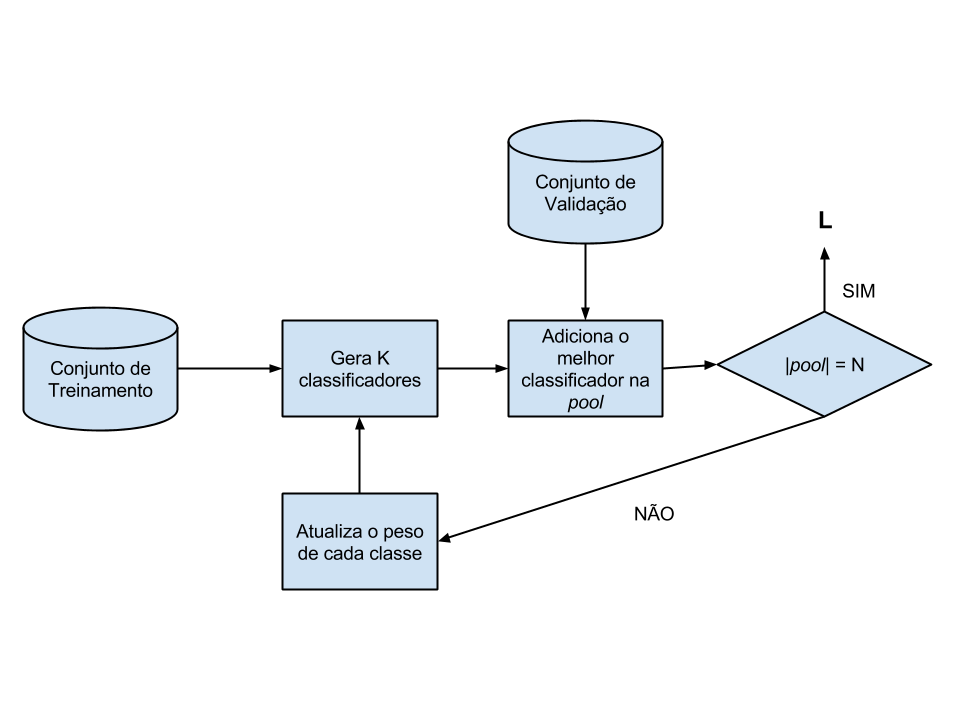 Conjunto de
Validação
L
SIM
Conjunto de
Treinamento
Gera K
classificadores
Adiciona o
melhor
classificador na
pool
|pool| = N
NÃO
Atualiza o peso
de cada classe